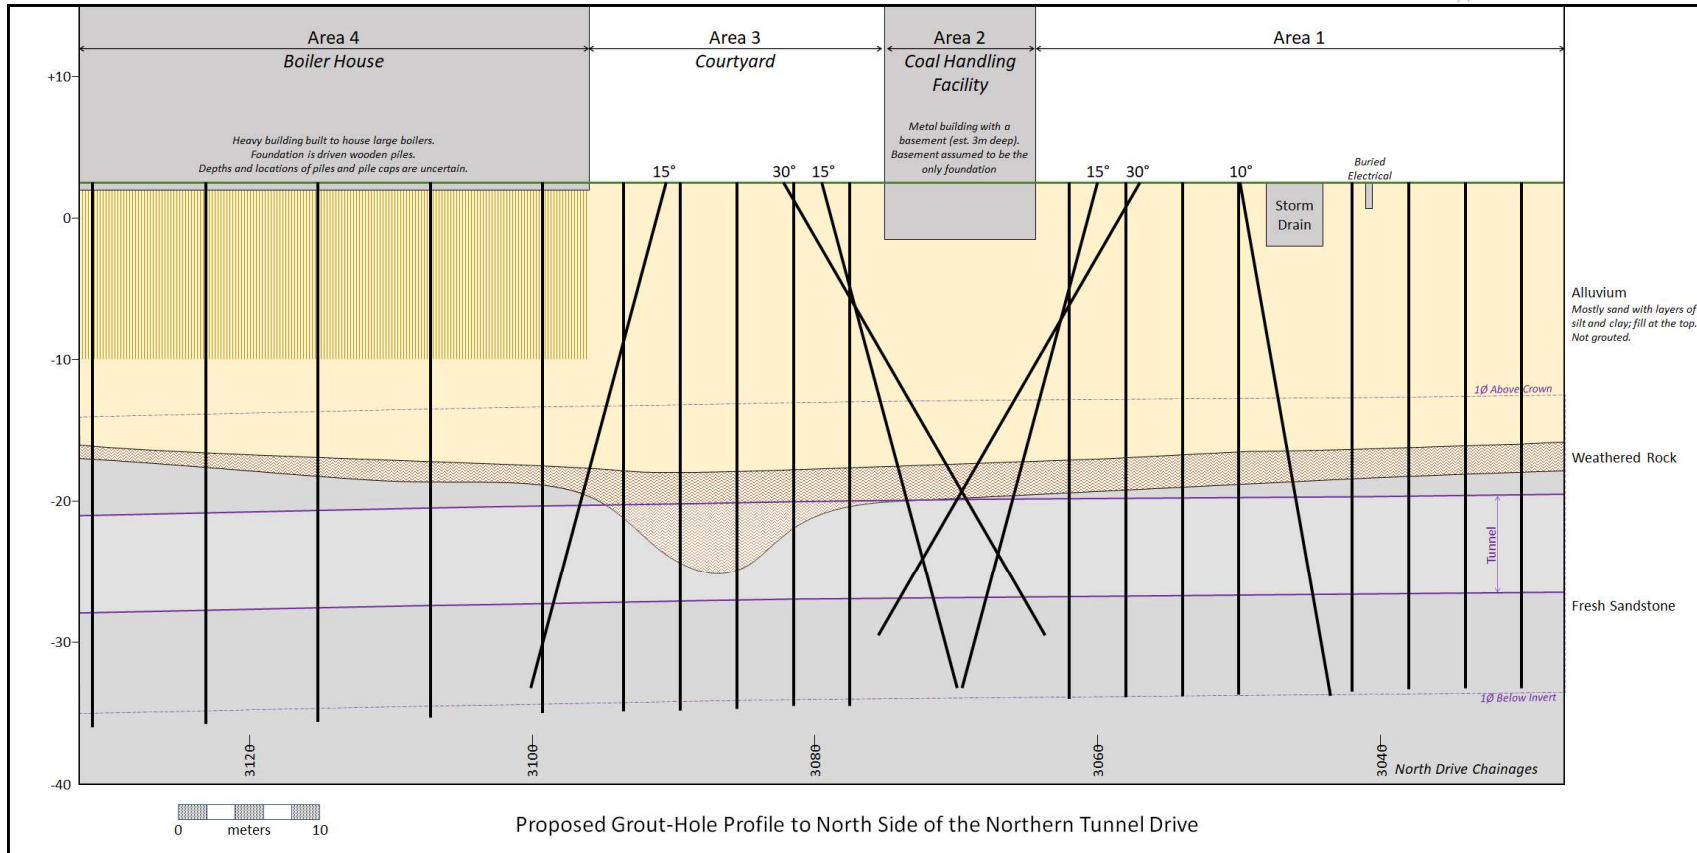 Area 4
Boiler House
Area 3
Courtyard
Area 2
Coal Handling
Facility
Area 1
+10
0
-10
-20
-30
-40
Heavy building built to house large boilers.
Foundation is driven wooden piles.
Depths and locations of piles and pile caps are uncertain.
Metal building with a
basement (est. 3m deep).
Basement assumed to be the
only foundation
15°
30°
15°
15°
30°
10°
Buried
Electrical
Storm
Drain
Alluvium
Mostly sand with layers of
silt and clay; fill at the top.
Not grouted.
1Ø Above Crown
Weathered Rock
Tunnel
Fresh Sandstone
1Ø Below Invert
3120
3100
3080
3060
3040
North Drive Chainages
0
meters
10
Proposed Grout-Hole Profile to North Side of the Northern Tunnel Drive